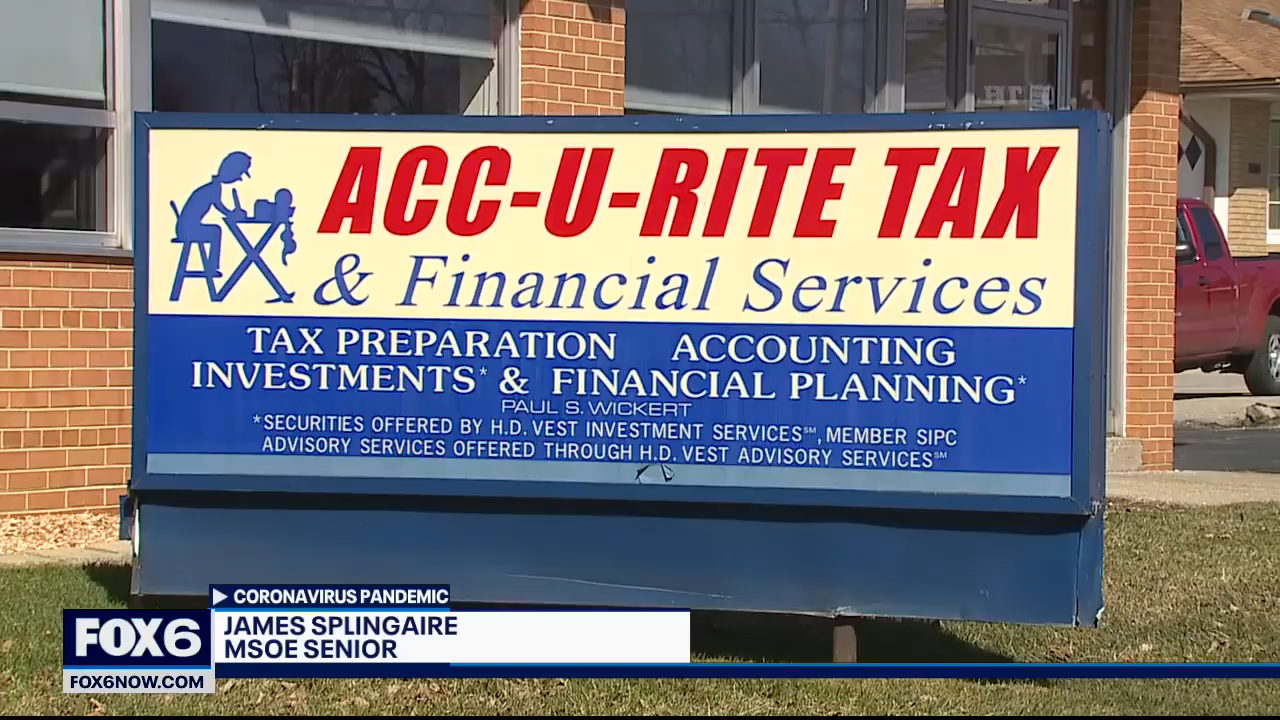 ACC-U-RITE TAX
& Financial Services
TAX PREPARATION ACCOUNTING
INVESTMENTS* & FINANCIAL PLANNING*
PAUL S. WICKERT
*SECURITIES OFFERED BY H.D. VEST INVESTMENT SERVICES℠, MEMBER SIPC
ADVISORY SERVICES OFFERED THROUGH H.D. VEST ADVISORY SERVICES℠
CORONAVIRUS PANDEMIC
FOX6
JAMES SPLINGAIRE
MSOE SENIOR
FOX6NOW.COM